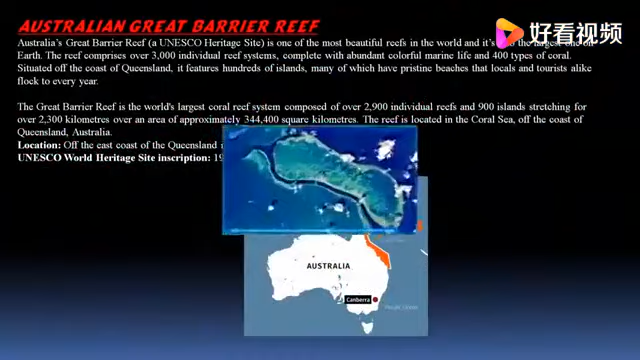 AUSTRALIAN GREAT BARRIER REEF
好看视频
Australia's Great Barrier Reef (a UNESCO Heritage Site) is one of the most beautiful reefs in the world and it's the largest one on
Earth. The reef comprises over 3,000 individual reef systems, complete with abundant colorful marine life and 400 types of coral.
Situated off the coast of Queensland, it features hundreds of islands, many of which have pristine beaches that locals and tourists alike
flock to every year.
The Great Barrier Reef is the world's largest coral reef system composed of over 2,900 individual reefs and 900 islands stretching for
over 2,300 kilometres over an area of approximately 344,400 square kilometres. The reef is located in the Coral Sea, off the coast of
Queensland, Australia.
Location: Off the east coast of the Queensland
UNESCO World Heritage Site inscription: 19
AUSTRALIA
Canberra